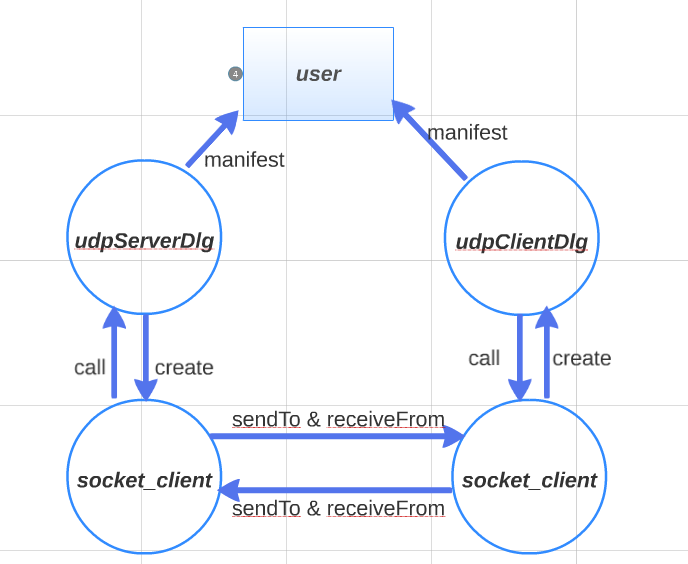 4
user
manifest
manifest
udpServerDlg
udpClientDlg
call
create
call
create
sendTo & receiveFrom
socket_client
socket_client
sendTo & receiveFrom